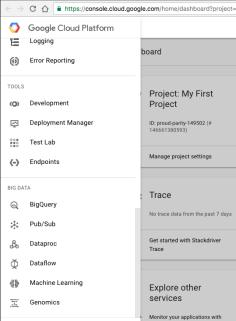 https://console.cloud.google.com/home/dashboard?project=
Google Cloud Platform
Logging
Error Reporting
TOOLS
Development
Deployment Manager
Test Lab
Endpoints
BIG DATA
BigQuery
Pub/Sub
Dataproc
Dataflow
Machine Learning
Genomics
board
Project: My First
Project
ID: proud-parity-149502 (#
146661380593)
Manage project settings
Trace
No trace data from the past 7 days
Get started with Stackdriver
Trace
Explore other
services
Monitor your applications with